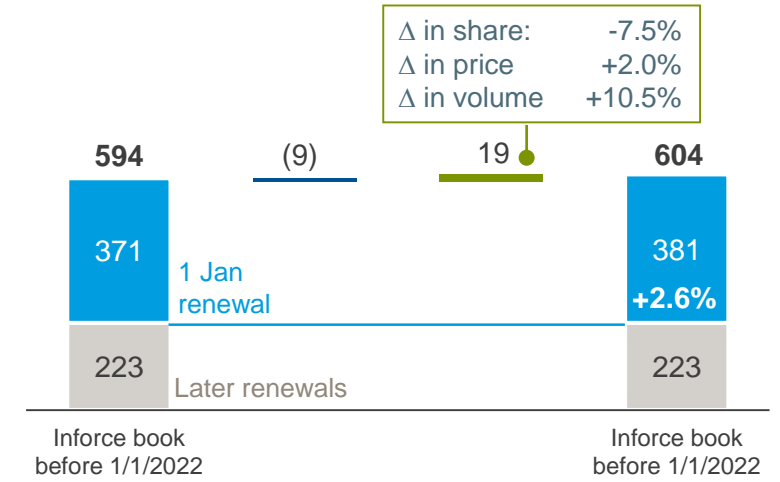 Δ in share: -7.5%
Δ in price +2.0%
Δ in volume +10.5%
594 (9) 19 604
371 381
1 Jan
renewal +2.6%
223 223
Later renewals
Inforce book Inforce book
before 1/1/2022 before 1/1/2022